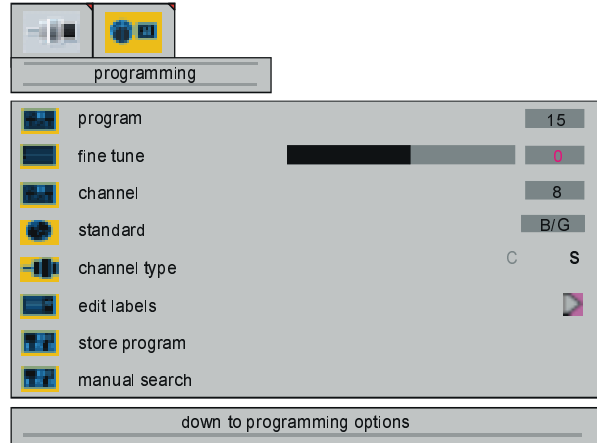 programming
program 15
fine tune 0
channel 8
standard B/G
channel type C S
edit labels
store program
manual search
down to programming options